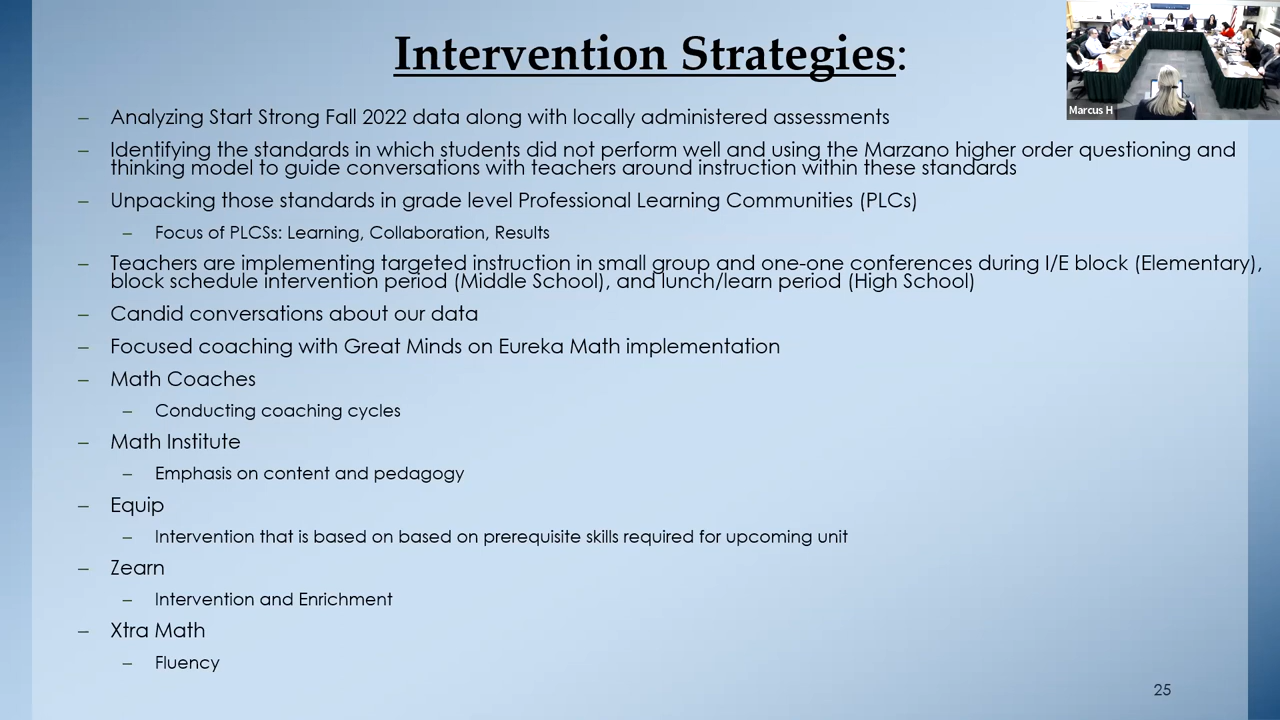 Intervention Strategies:
Marcus H
– Analyzing Start Strong Fall 2022 data along with locally administered assessments
– Identifying the standards in which students did not perform well and using the Marzano higher order questioning and
thinking model to guide conversations with teachers around instruction within these standards
– Unpacking those standards in grade level Professional Learning Communities (PLCs)
– Focus of PLCSs: Learning, Collaboration, Results
– Teachers are implementing targeted instruction in small group and one-one conferences during I/E block (Elementary),
block schedule intervention period (Middle School), and lunch/learn period (High School)
– Candid conversations about our data
– Focused coaching with Great Minds on Eureka Math implementation
– Math Coaches
– Conducting coaching cycles
– Math Institute
– Emphasis on content and pedagogy
– Equip
– Intervention that is based on based on prerequisite skills required for upcoming unit
– Zearn
– Intervention and Enrichment
– Xtra Math
– Fluency
25